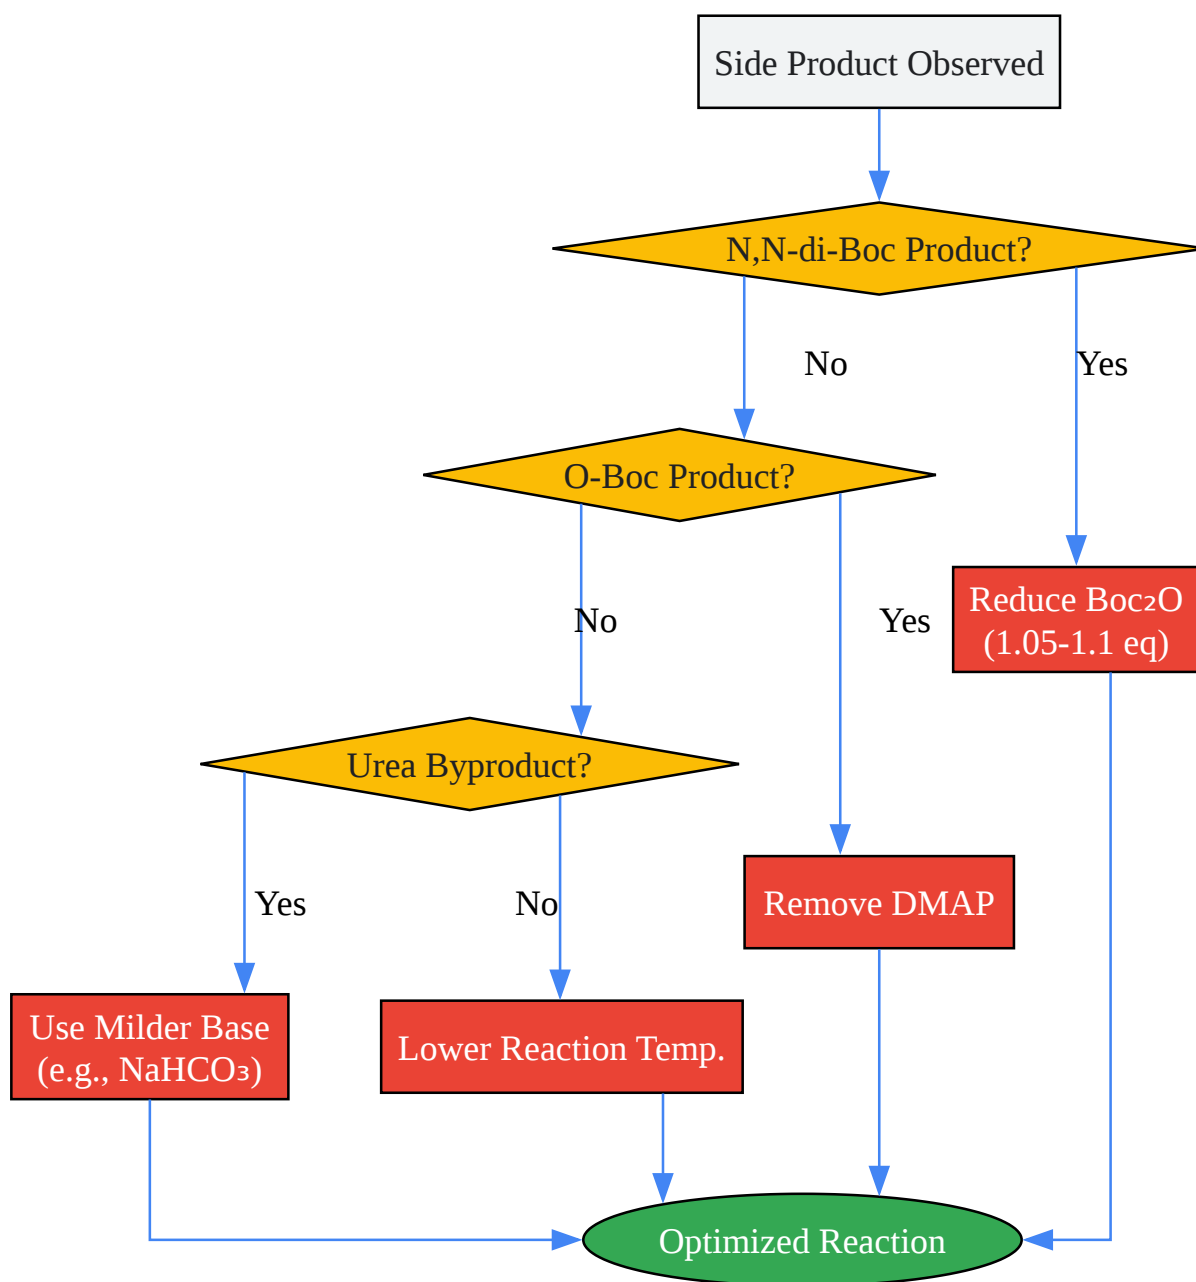 Side Product Observed
N,N-di-Boc Product?
No
Yes
O-Boc Product?
Reduce Boc₂O
(1.05-1.1 eq)
No
Yes
Urea Byproduct?
Yes
No
Remove DMAP
Use Milder Base
(e.g., NaHCO₃)
Lower Reaction Temp.
Optimized Reaction